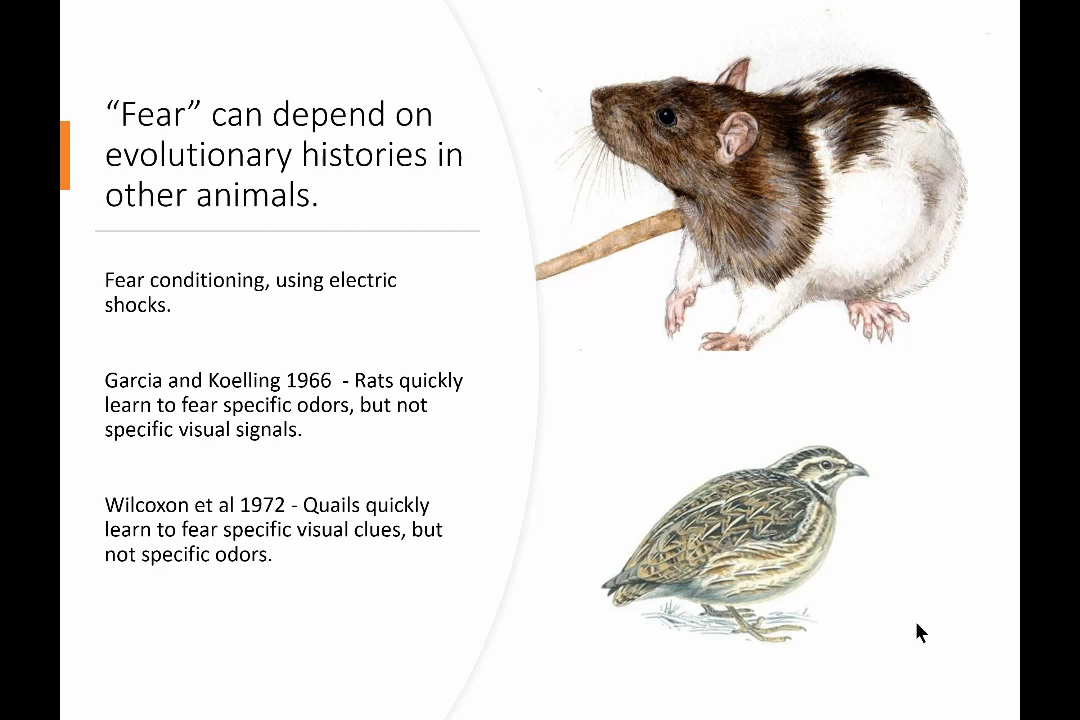 “Fear” can depend on
evolutionary histories in
other animals.
Fear conditioning, using electric
shocks.
Garcia and Koelling 1966  - Rats quickly
learn to fear specific odors, but not
specific visual signals.
Wilcoxon et al 1972 - Quails quickly
learn to fear specific visual clues, but
not specific odors.